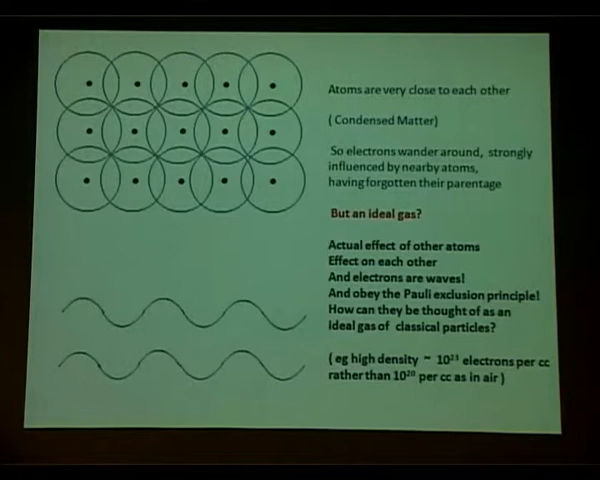 Atoms are very close to each other
( Condensed Matter)
So electrons wander around, strongly
influenced by nearby atoms,
having forgotten their parentage
But an ideal gas?
Actual effect of other atoms
Effect on each other
And electrons are waves!
And obey the Pauli exclusion principle!
How can they be thought of as an
ideal gas of classical particles?
( eg high density ~ 10²³ electrons per cc
rather than 10²⁰ per cc as in air )